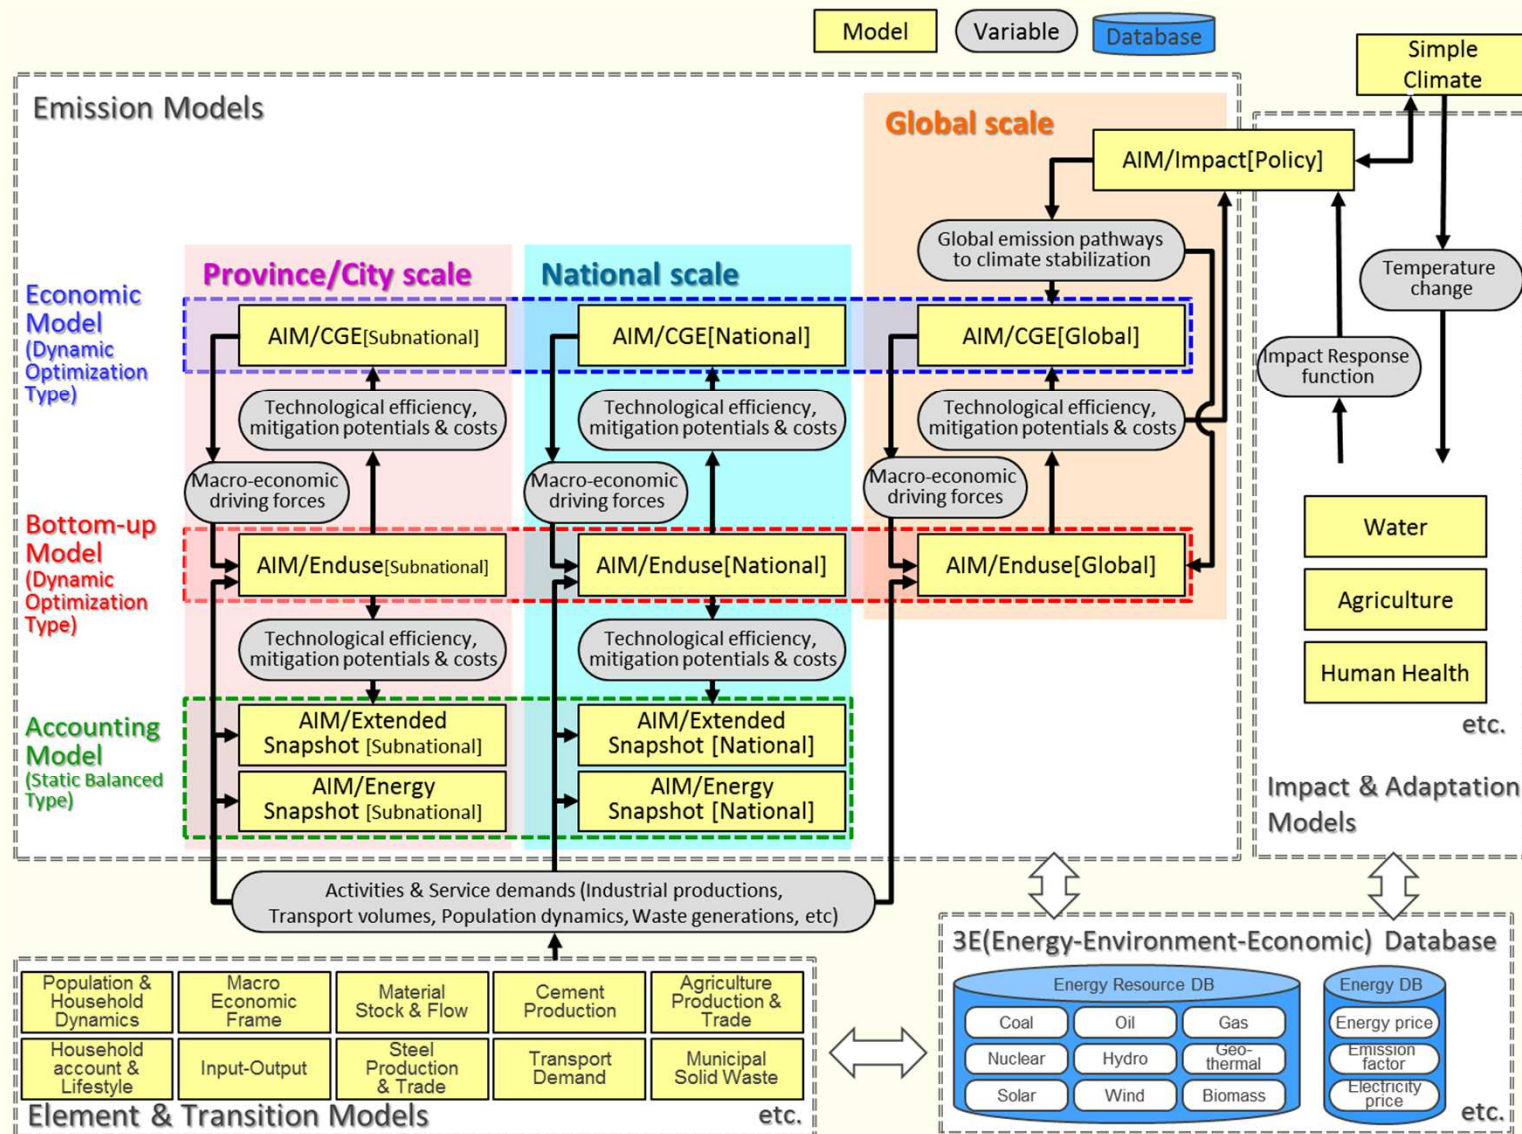 Model
Variable
Database
Simple
Climate
Emission Models
Global scale
AIM/Impact[Policy]
Global emission pathways
to climate stabilization
Temperature
change
Province/City scale
National scale
Economic
Model
(Dynamic
Optimization
Type)
AIM/CGE[Subnational]
AIM/CGE[National]
AIM/CGE[Global]
Impact Response
function
Technological efficiency,
mitigation potentials & costs
Technological efficiency,
mitigation potentials & costs
Technological efficiency,
mitigation potentials & costs
Macro-economic
driving forces
Macro-economic
driving forces
Macro-economic
driving forces
Bottom-up
Model
(Dynamic
Optimization
Type)
AIM/Enduse[Subnational]
AIM/Enduse[National]
AIM/Enduse[Global]
Water
Agriculture
Human Health
etc.
Technological efficiency,
mitigation potentials & costs
Technological efficiency,
mitigation potentials & costs
Accounting
Model
(Static Balanced
Type)
AIM/Extended
Snapshot [Subnational]
AIM/Extended
Snapshot [National]
AIM/Energy
Snapshot [Subnational]
AIM/Energy
Snapshot [National]
Impact & Adaptation
Models
Activities & Service demands (Industrial productions,
Transport volumes, Population dynamics, Waste generations, etc)
Population &
Household
Dynamics
Macro
Economic
Frame
Material
Stock & Flow
Cement
Production
Agriculture
Production &
Trade
Household
account &
Lifestyle
Input-Output
Steel
Production
& Trade
Transport
Demand
Municipal
Solid Waste
Element & Transition Models
etc.
3E(Energy-Environment-Economic) Database
Energy Resource DB
Coal
Oil
Gas
Nuclear
Hydro
Geo-
thermal
Solar
Wind
Biomass
Energy DB
Energy price
Emission
factor
Electricity
price
etc.